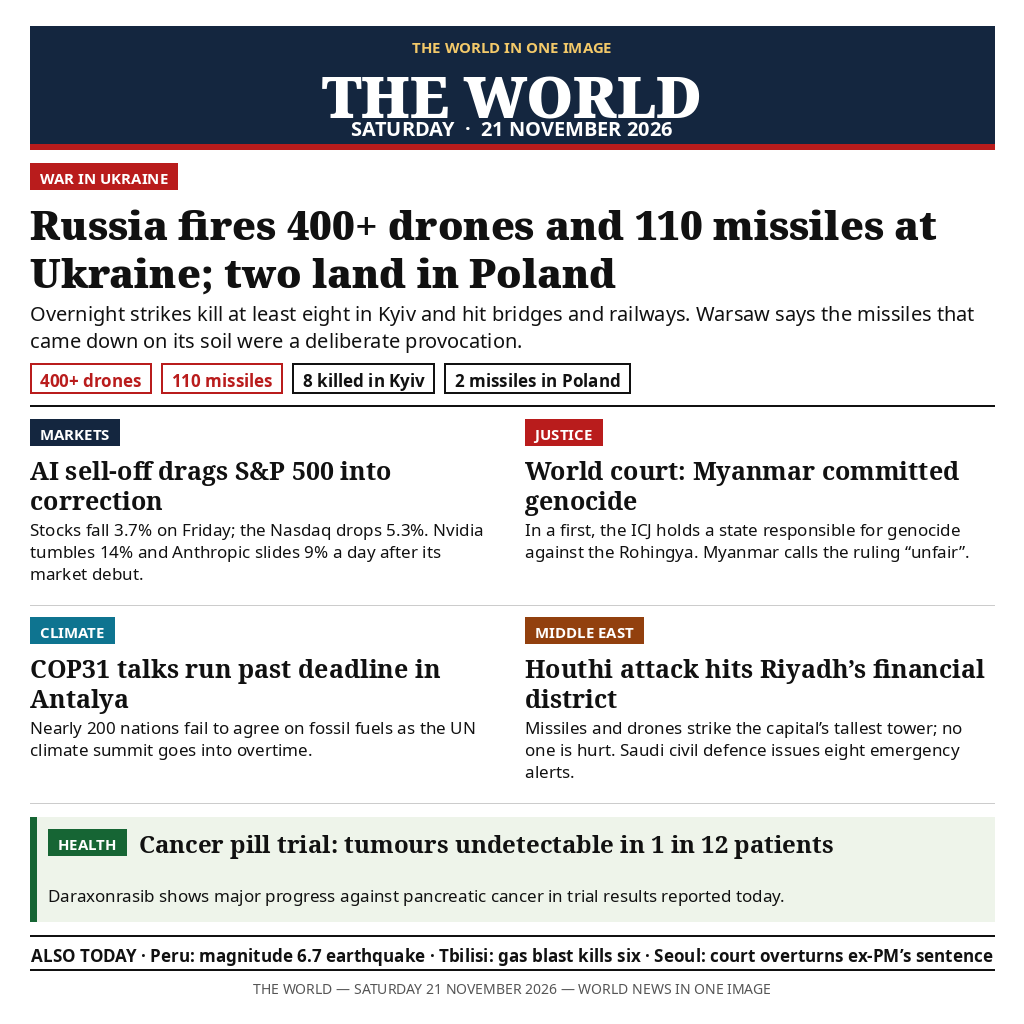 THE WORLD IN ONE IMAGE
THE WORLD
SATURDAY · 21 NOVEMBER 2026
WAR IN UKRAINE
Russia fires 400+ drones and 110 missiles at
Ukraine; two land in Poland
Overnight strikes kill at least eight in Kyiv and hit bridges and railways. Warsaw says the missiles that
came down on its soil were a deliberate provocation.
400+ drones
110 missiles
8 killed in Kyiv
2 missiles in Poland
MARKETS
AI sell-off drags S&P 500 into
correction
Stocks fall 3.7% on Friday; the Nasdaq drops 5.3%. Nvidia
tumbles 14% and Anthropic slides 9% a day after its
market debut.
JUSTICE
World court: Myanmar committed
genocide
In a first, the ICJ holds a state responsible for genocide
against the Rohingya. Myanmar calls the ruling “unfair”.
CLIMATE
COP31 talks run past deadline in
Antalya
Nearly 200 nations fail to agree on fossil fuels as the UN
climate summit goes into overtime.
MIDDLE EAST
Houthi attack hits Riyadh’s financial
district
Missiles and drones strike the capital’s tallest tower; no
one is hurt. Saudi civil defence issues eight emergency
alerts.
HEALTH
Cancer pill trial: tumours undetectable in 1 in 12 patients
Daraxonrasib shows major progress against pancreatic cancer in trial results reported today.
ALSO TODAY · Peru: magnitude 6.7 earthquake · Tbilisi: gas blast kills six · Seoul: court overturns ex-PM’s sentence
THE WORLD — SATURDAY 21 NOVEMBER 2026 — WORLD NEWS IN ONE IMAGE